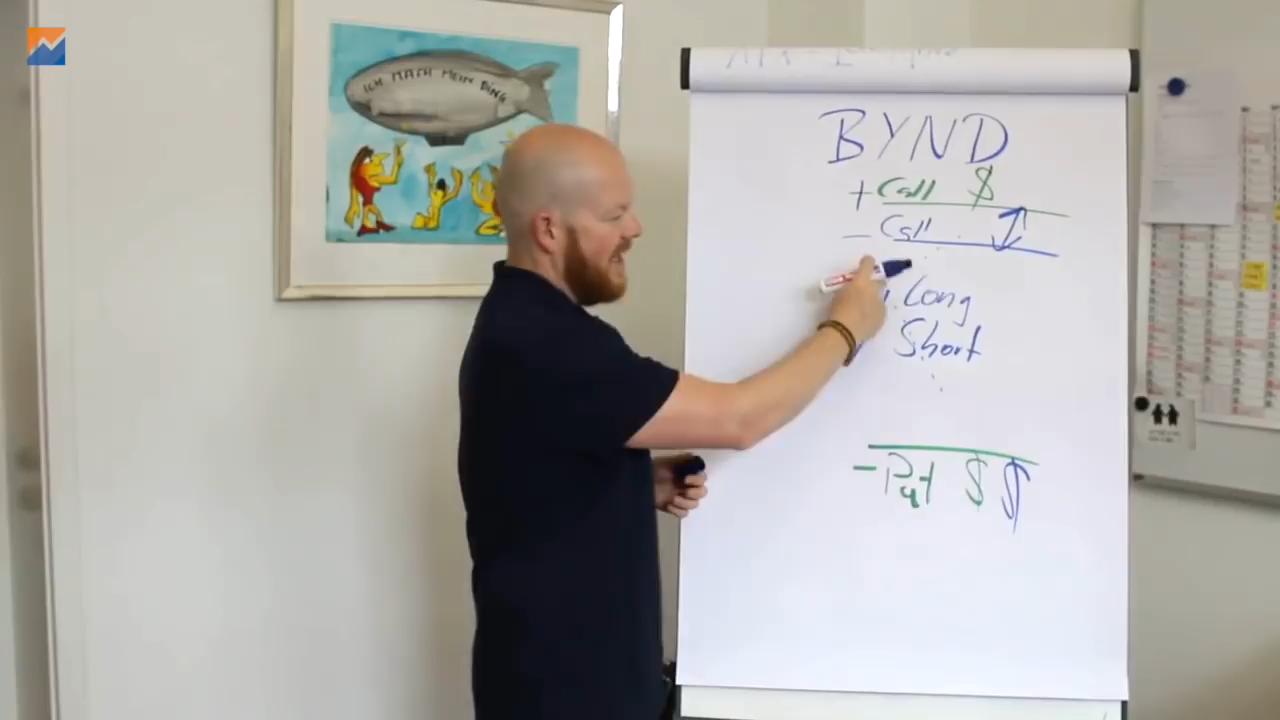 ICH MACH MEIN DING
BYND
+ Call $
- Call
Long
Short
- Put $ $